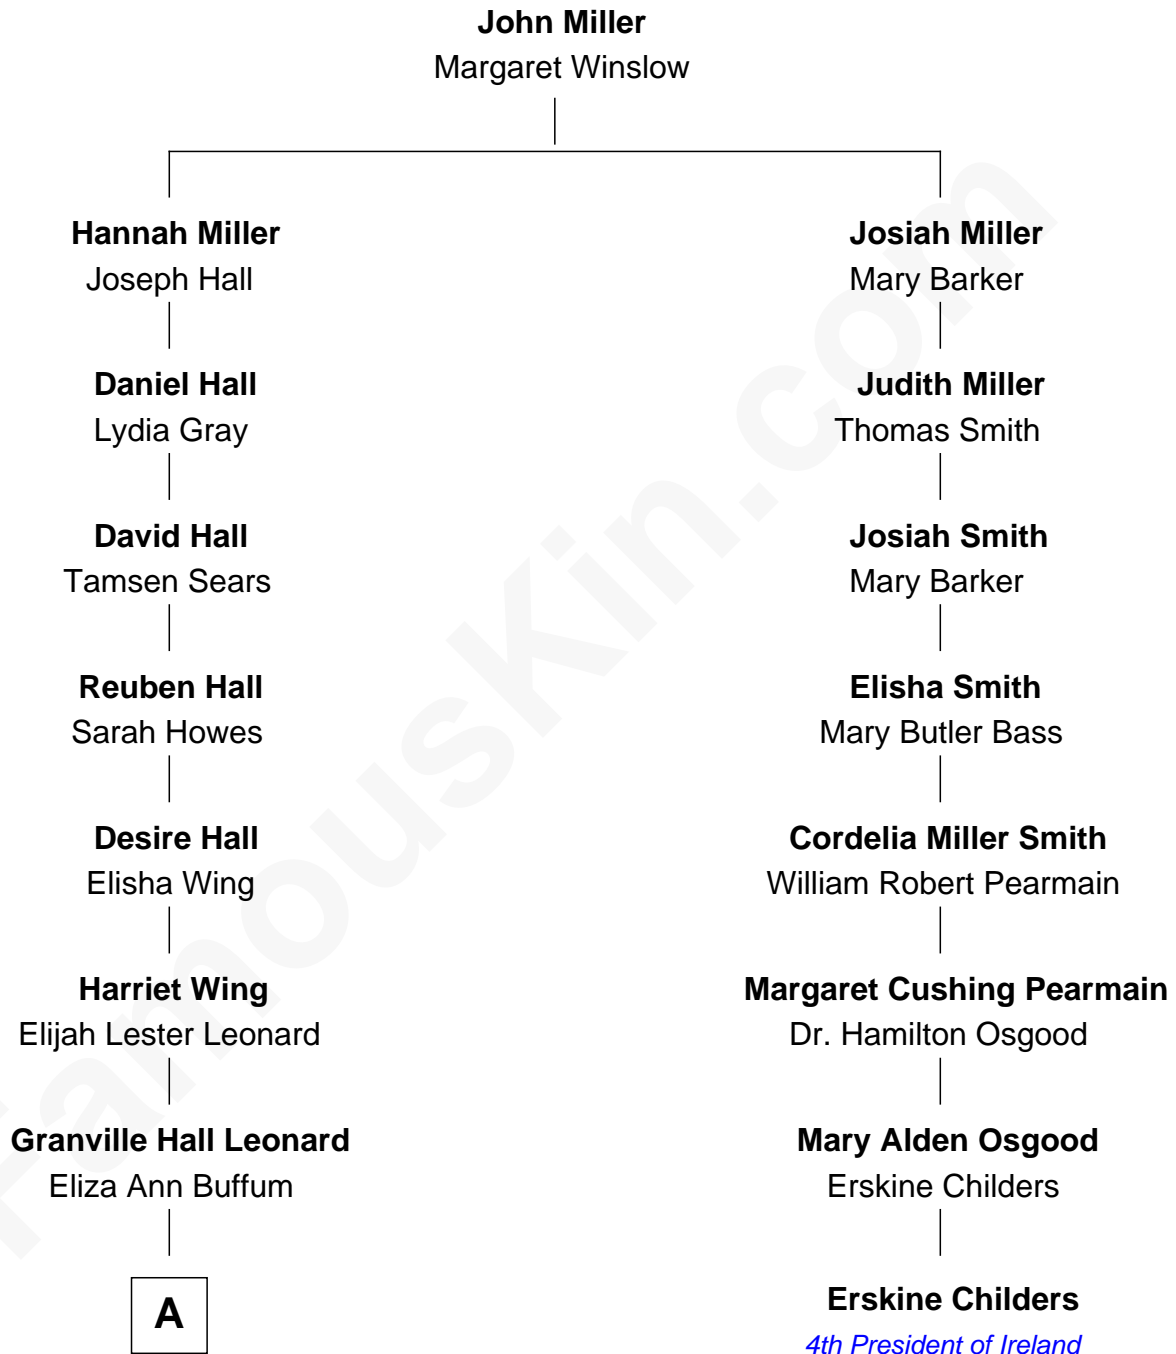 John Miller
Margaret Winslow
Hannah Miller
Joseph Hall
Daniel Hall
Lydia Gray
David Hall
Tamsen Sears
Reuben Hall
Sarah Howes
Desire Hall
Elisha Wing
Harriet Wing
Elijah Lester Leonard
Granville Hall Leonard
Eliza Ann Buffum
A
Josiah Miller
Mary Barker
Judith Miller
Thomas Smith
Josiah Smith
Mary Barker
Elisha Smith
Mary Butler Bass
Cordelia Miller Smith
William Robert Pearmain
Margaret Cushing Pearmain
Dr. Hamilton Osgood
Mary Alden Osgood
Erskine Childers
Erskine Childers
4th President of Ireland
FamousKin.com